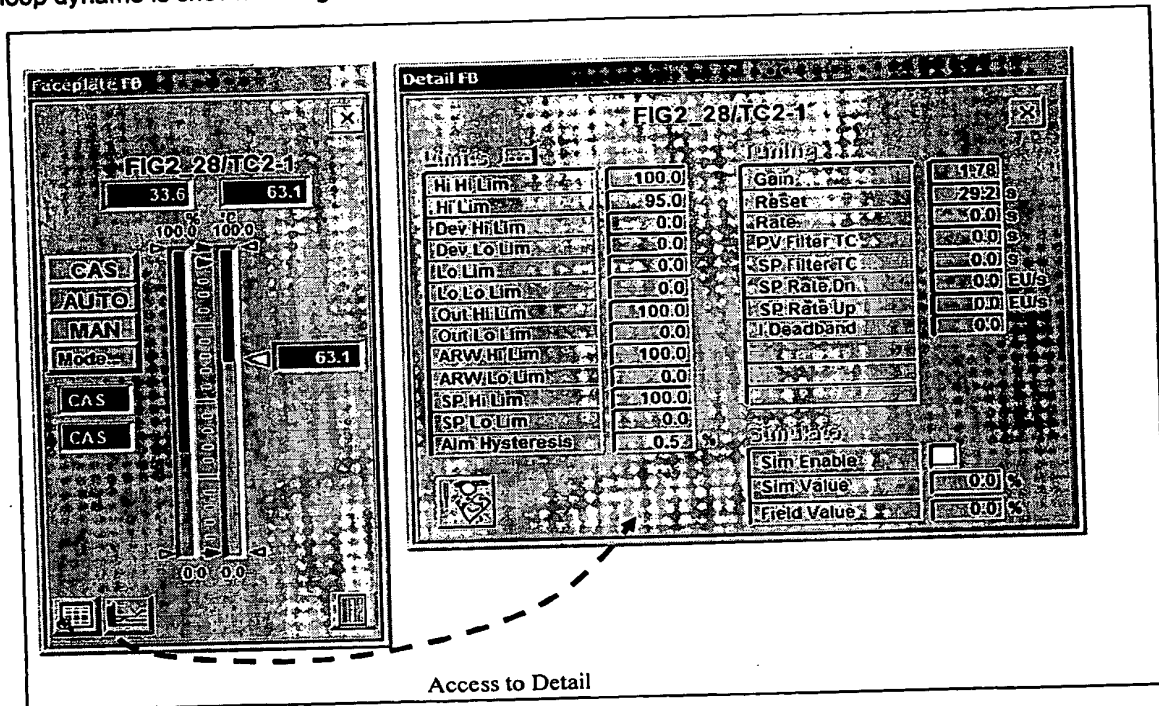 Faceplate FB
FIG2_28/TC2-1
33.6 63.1
%
100.0 100.0
CAS
AUTO
MAN
Mode...
63.1
CAS
CAS
0.0 0.0
Detail FB
FIG2_28/TC2-1
Limits
Hi Hi Lim 100.0
Hi Lim 95.0
Dev Hi Lim 0.0
Dev Lo Lim 0.0
Lo Lim 0.0
Lo Lo Lim 0.0
Out Hi Lim 100.0
Out Lo Lim 0.0
ARW Hi Lim 100.0
ARW Lo Lim 0.0
SP Hi Lim 100.0
SP Lo Lim 0.0
Alm Hysteresis 0.5 %
Tuning
Gain 1.78
Reset 29.2 s
Rate 0.0 s
PV Filter TC 0.0 s
SP Filter TC 0.0 s
SP Rate Dn 0.0 EU/s
SP Rate Up 0.0 EU/s
I Deadband 0.0
Simulate
Sim Enable
Sim Value 0.0 %
Field Value 0.0 %
Access to Detail